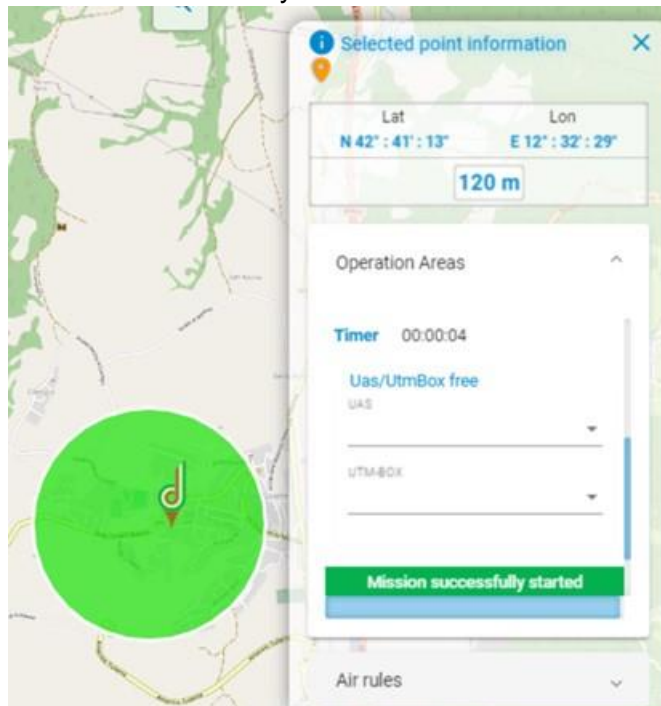 Selected point information
Lat Lon
N 42° : 41' : 13" E 12° : 32' : 29"
120 m
Operation Areas
Timer 00:00:04
Uas/UtmBox free
UAS
UTM-BOX
Mission successfully started
Air rules